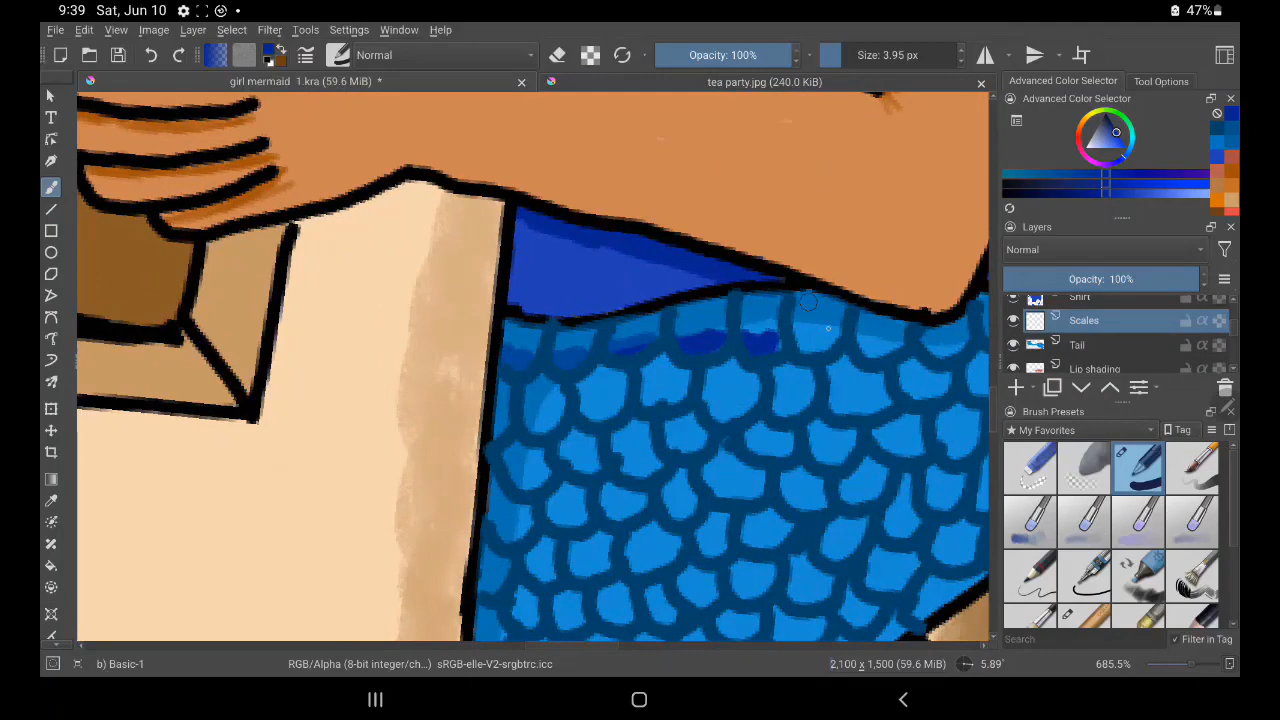 9:39 Sat, Jun 10 47%
File Edit View Image Layer Select Filter Tools Settings Window Help
Normal Opacity: 100% Size: 3.95 px
girl mermaid 1.kra (59.6 MiB) * tea party.jpg (240.0 KiB)
Advanced Color Selector Tool Options
Advanced Color Selector
Layers
Normal
Opacity: 100%
Shirt
Scales
Tail
Lip shading
Brush Presets
My Favorites Tag
Search Filter in Tag
b) Basic-1 RGB/Alpha (8-bit integer/ch...) sRGB-elle-V2-srgbtrc.icc 2,100 x 1,500 (59.6 MiB) 5.89° 685.5%